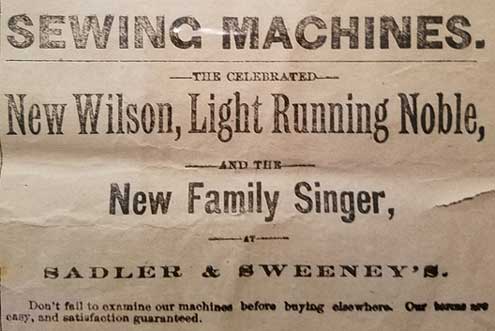 SEWING MACHINES.
THE CELEBRATED
New Wilson, Light Running Noble,
AND THE
New Family Singer,
AT
SADLER & SWEENEY'S.
Don't fail to examine our machines before buying elsewhere. Our terms are
easy, and satisfaction guaranteed.